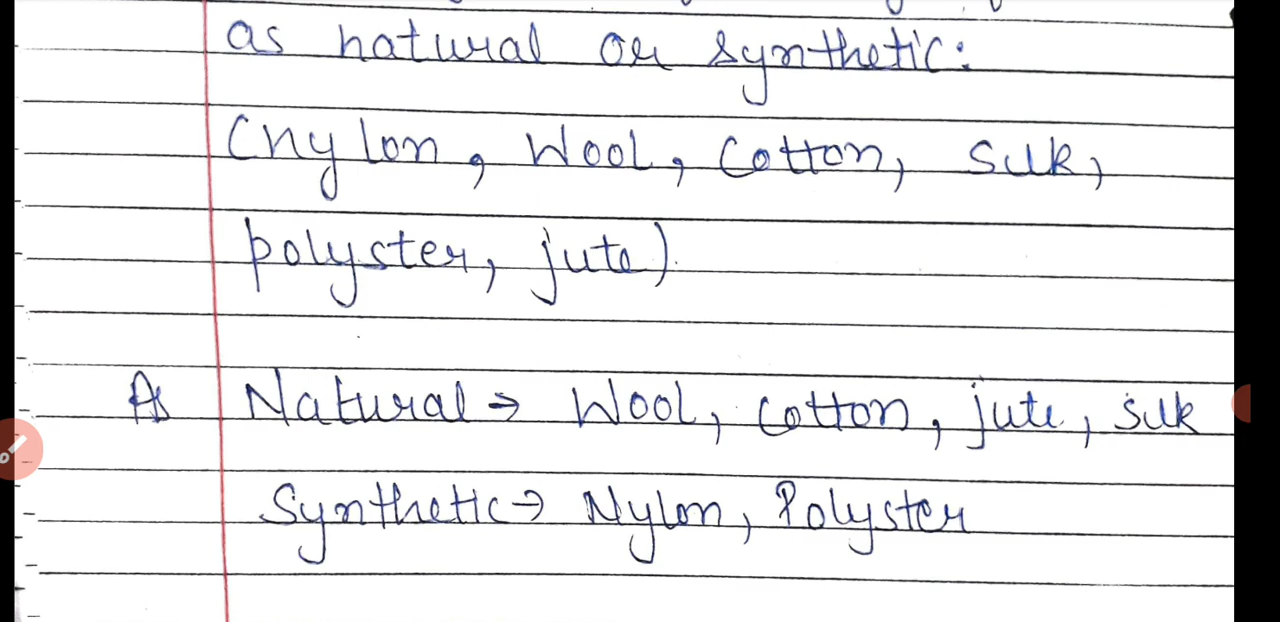 as natural or synthetic:
(nylon, Wool, Cotton, silk,
polyster, jute)
As Natural → Wool, cotton, jute, silk
Synthetic → Nylon, Polyster